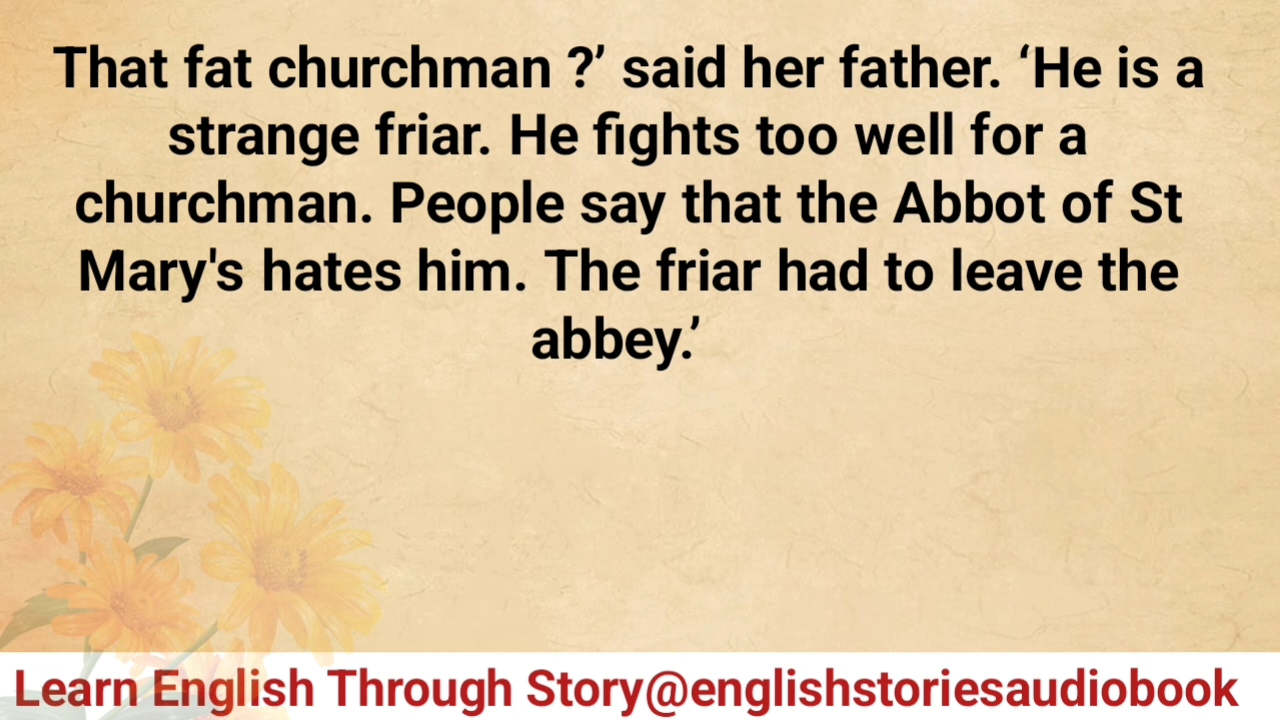 That fat churchman ?’ said her father. ‘He is a
strange friar. He fights too well for a
churchman. People say that the Abbot of St
Mary's hates him. The friar had to leave the
abbey.’
Learn English Through Story@englishstoriesaudiobook